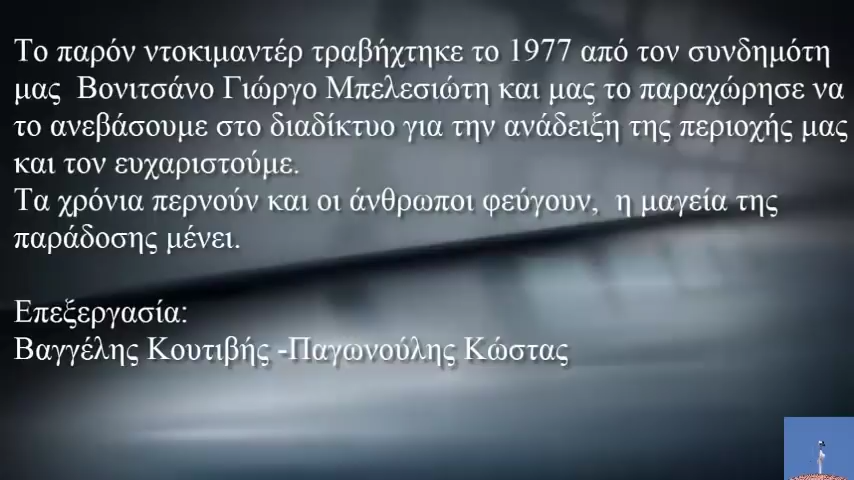 Το παρόν ντοκιμαντέρ τραβήχτηκε το 1977 από τον συνδημότη
μας Βονιτσάνο Γιώργο Μπελεσιώτη και μας το παραχώρησε να
το ανεβάσουμε στο διαδίκτυο για την ανάδειξη της περιοχής μας
και τον ευχαριστούμε.
Τα χρόνια περνούν και οι άνθρωποι φεύγουν, η μαγεία της
παράδοσης μένει.
Επεξεργασία:
Βαγγέλης Κουτιβής -Παγωνούλης Κώστας